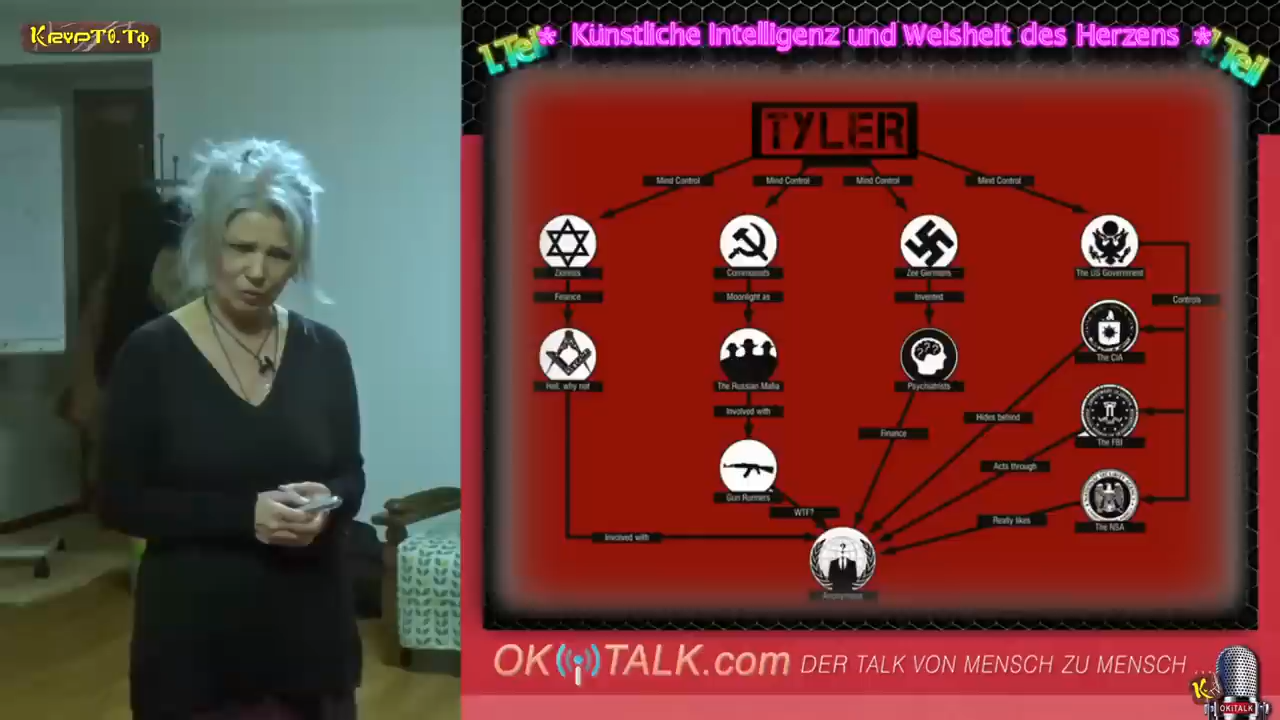 KrypT0.Tφ
1.Teil* Künstliche Intelligenz und Weisheit des Herzens *1 Teil
TYLER
Mind Control
Mind Control
Mind Control
Mind Control
Zionists
Communists
Zee Germans
The US Government
Finance
Moonlight as
Invented
Controls
The CIA
Hell, why not
The Russian Mafia
Psychiatrists
Involved with
Hides behind
Finance
The FBI
Acts through
Gun Runners
WTF?
Really likes
The NSA
Involved with
Anonymous
OK TALK.com DER TALK VON MENSCH ZU MENSCH ...
OKiTALK